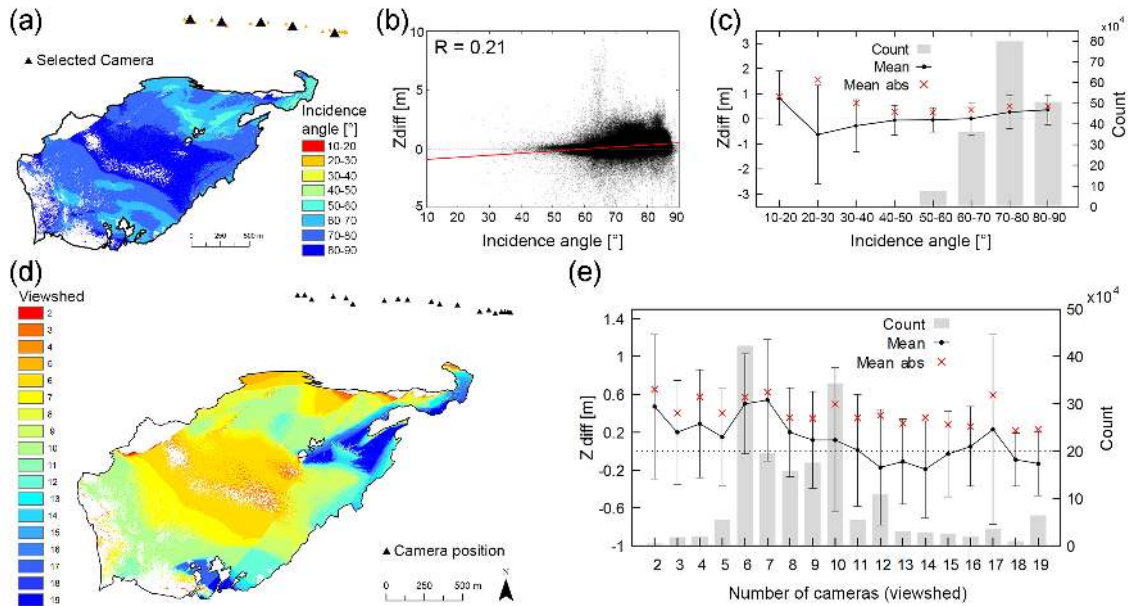 (a)
▲ Selected Camera
Incidence
angle [°]
10-20
20-30
30-40
40-50
50-60
60-70
70-80
80-90
0 250 500 m
(b)
R = 0.21
Zdiff [m]
10
5
0
-5
10 20 30 40 50 60 70 80 90
Incidence angle [°]
(c)
Count
Mean
Mean abs
Zdiff [m]
3
2
1
0
-1
-2
-3
x10⁴
80
70
60
50
40
30
20
10
0
Count
10-20 20-30 30-40 40-50 50-60 60-70 70-80 80-90
Incidence angle [°]
(d)
Viewshed
2
3
4
5
6
7
8
9
10
11
12
13
14
15
16
17
18
19
▲ Camera position
0 250 500 m
N
(e)
Count
Mean
Mean abs
Z diff [m]
1.4
1
0.6
0.2
-0.2
-0.6
-1
x10⁴
50
40
30
20
10
0
Count
2 3 4 5 6 7 8 9 10 11 12 13 14 15 16 17 18 19
Number of cameras (viewshed)